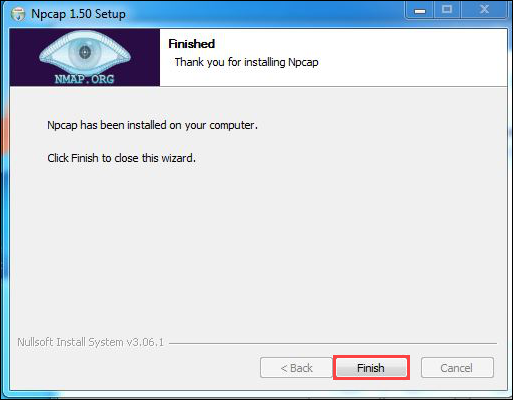 Npcap 1.50 Setup
NMAP.ORG
Finished
Thank you for installing Npcap
Npcap has been installed on your computer.
Click Finish to close this wizard.
Nullsoft Install System v3.06.1
< Back
Finish
Cancel